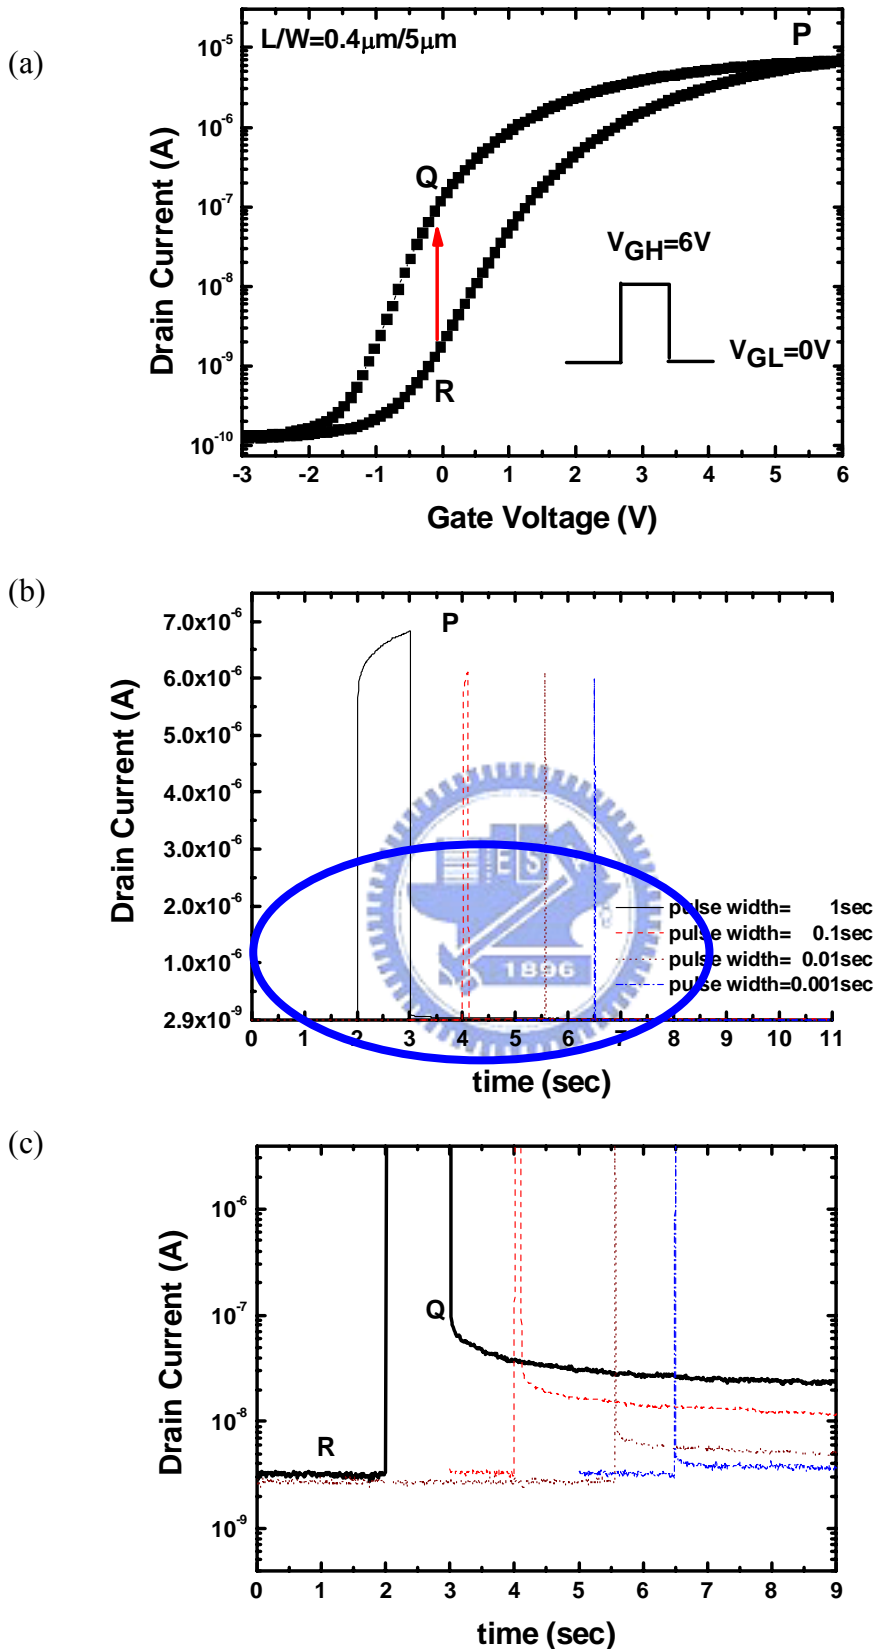 (a)
L/W=0.4μm/5μm
P
Q
R
V_GH=6V
V_GL=0V
10^-5
10^-6
10^-7
10^-8
10^-9
10^-10
Drain Current (A)
-3 -2 -1 0 1 2 3 4 5 6
Gate Voltage (V)
(b)
P
7.0x10^-6
6.0x10^-6
5.0x10^-6
4.0x10^-6
3.0x10^-6
2.0x10^-6
1.0x10^-6
2.9x10^-9
Drain Current (A)
ES
1896
pulse width= 1sec
pulse width= 0.1sec
pulse width= 0.01sec
pulse width=0.001sec
0 1 2 3 4 5 6 7 8 9 10 11
time (sec)
(c)
10^-6
10^-7
10^-8
10^-9
Drain Current (A)
Q
R
0 1 2 3 4 5 6 7 8 9
time (sec)